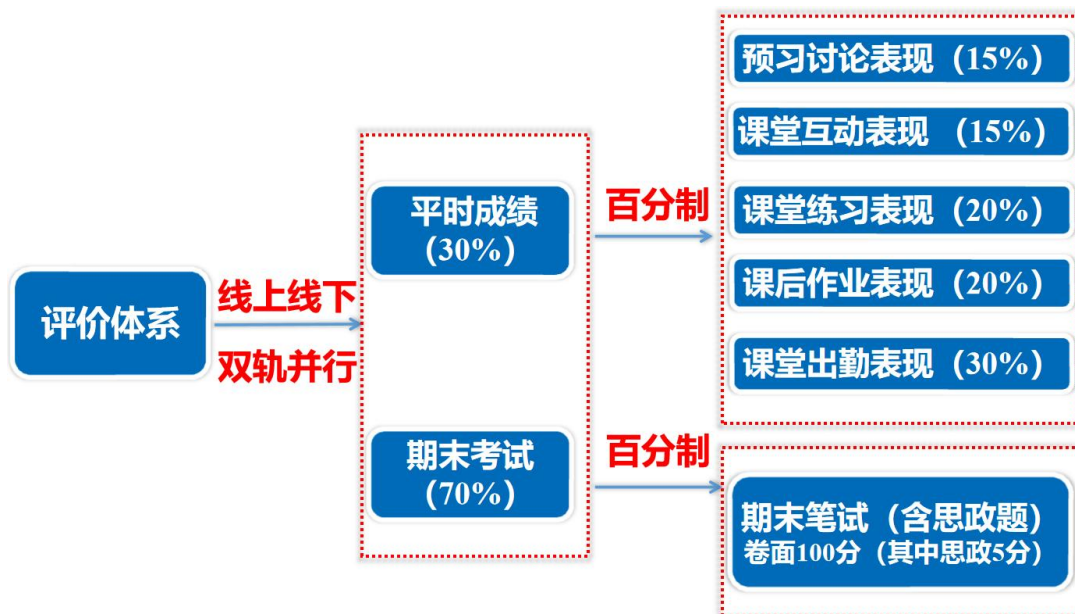 评价体系
线上线下
双轨并行
平时成绩
(30%)
百分制
预习讨论表现（15%）
课堂互动表现 （15%）
课堂练习表现（20%）
课后作业表现（20%）
课堂出勤表现（30%）
期末考试
(70%)
百分制
期末笔试（含思政题）
卷面100分（其中思政5分）